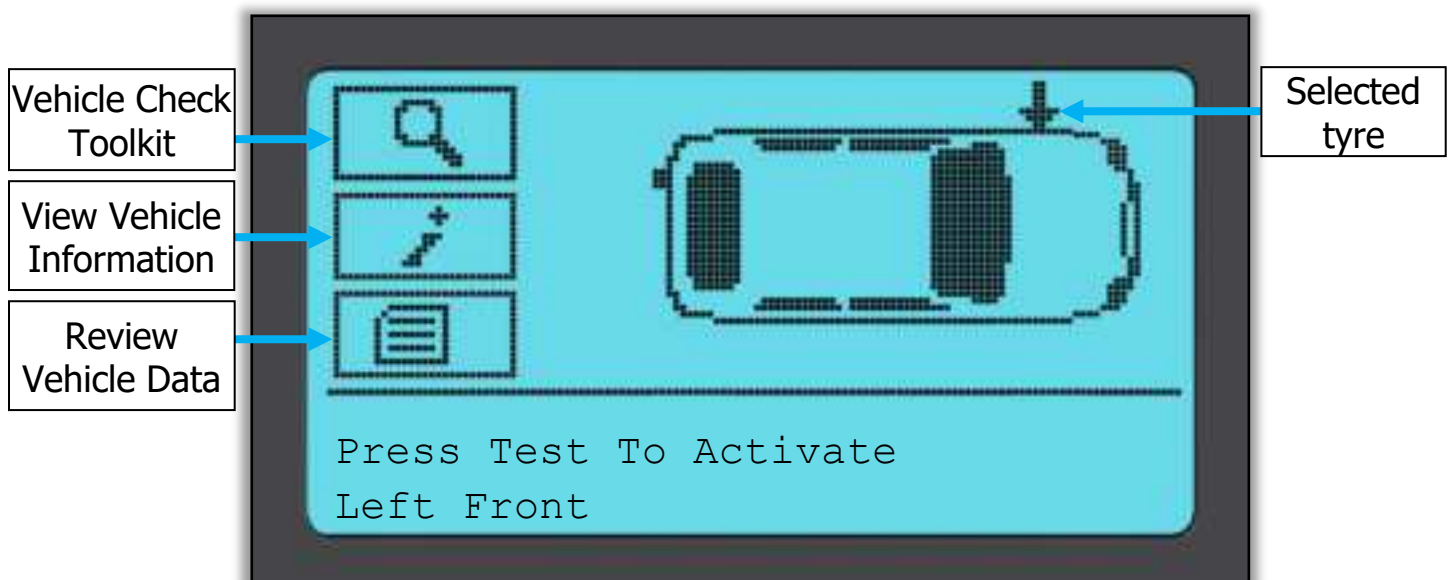 Vehicle Check
Toolkit
View Vehicle
Information
Review
Vehicle Data
Selected
tyre
Press Test To Activate
Left Front